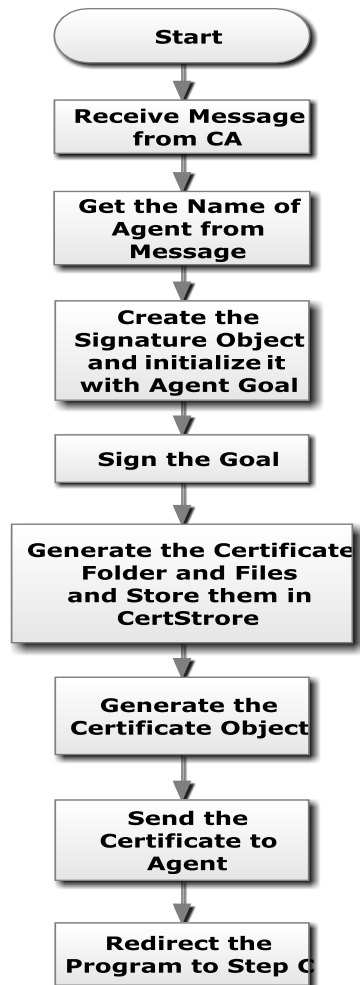 Start
Receive Message
from CA
Get the Name of
Agent from
Message
Create the
Signature Object
and initialize it
with Agent Goal
Sign the Goal
Generate the Certificate
Folder and Files
and Store them in
CertStrore
Generate the
Certificate Object
Send the
Certificate to
Agent
Redirect the
Program to Step C